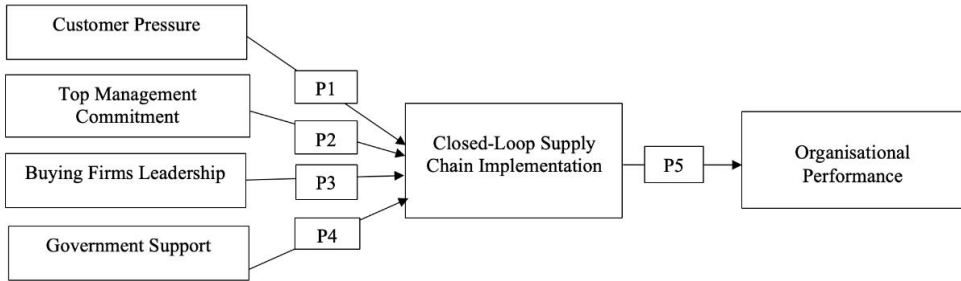 Customer Pressure
P1
Top Management
Commitment
P2
Buying Firms Leadership
P3
Government Support
P4
Closed-Loop Supply
Chain Implementation
P5
Organisational
Performance